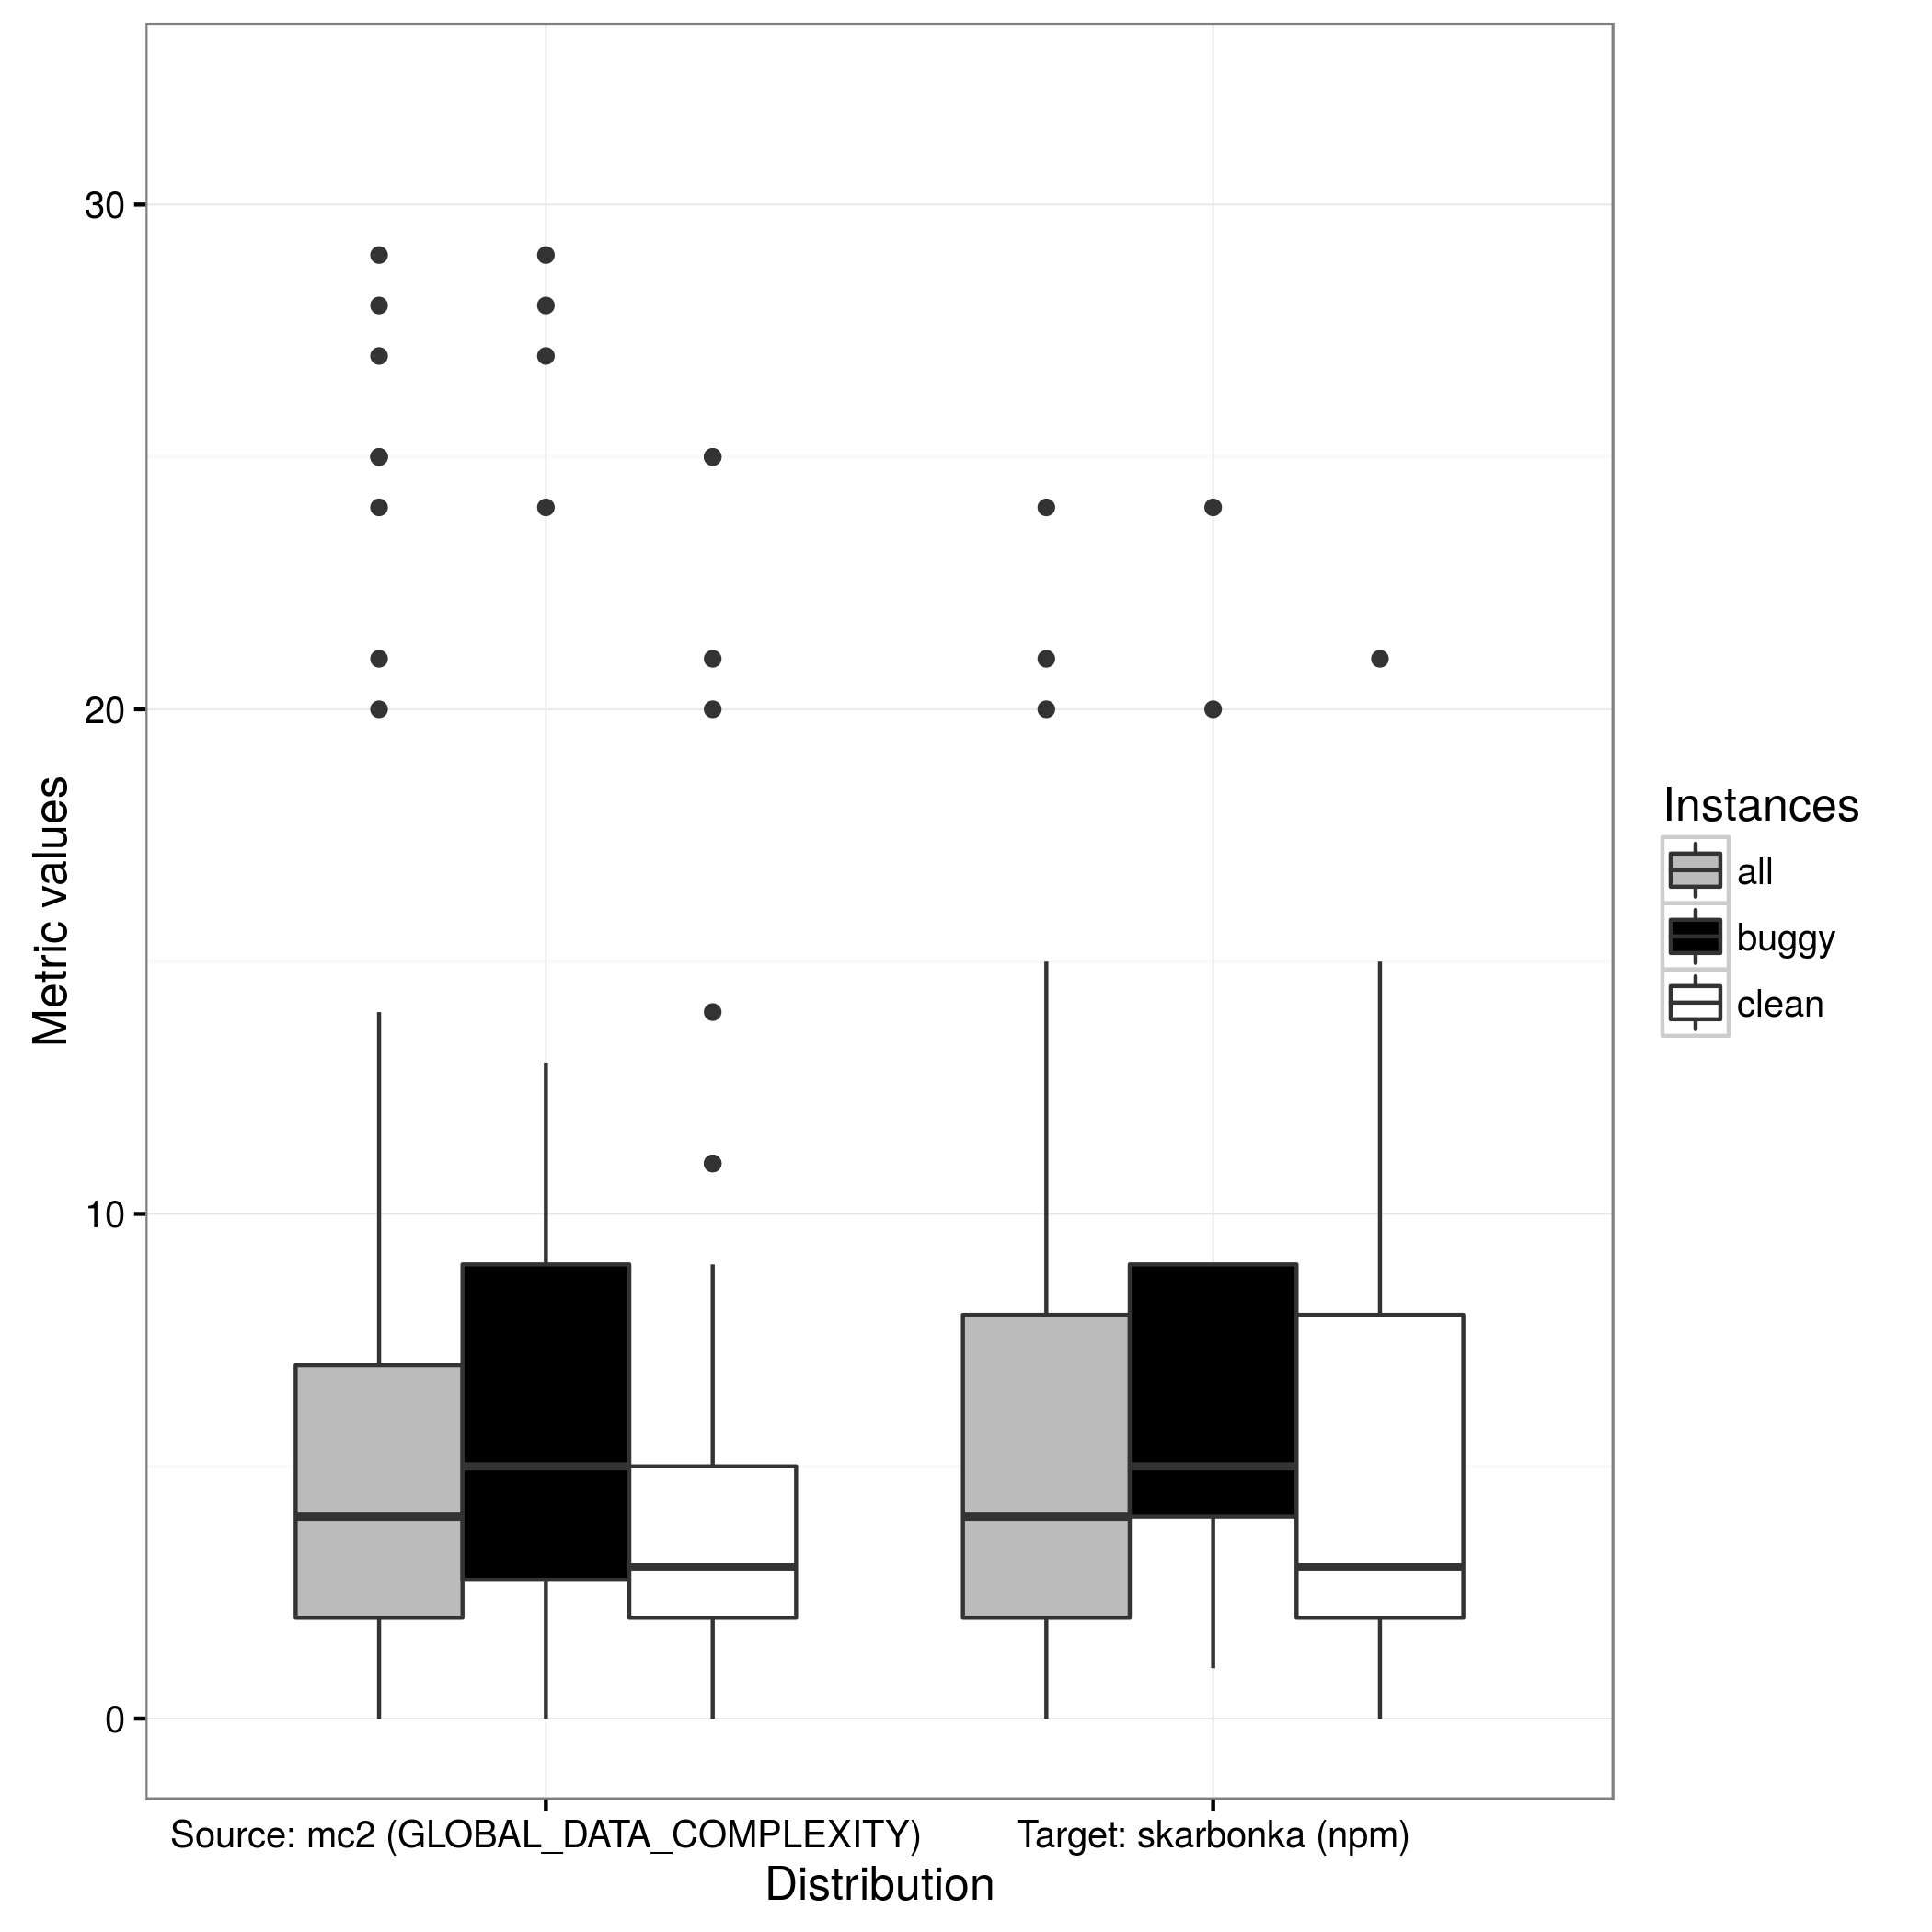 30
20
10
0
Metric values
Source: mc2 (GLOBAL_DATA_COMPLEXITY)
Target: skarbonka (npm)
Distribution
Instances
all
buggy
clean